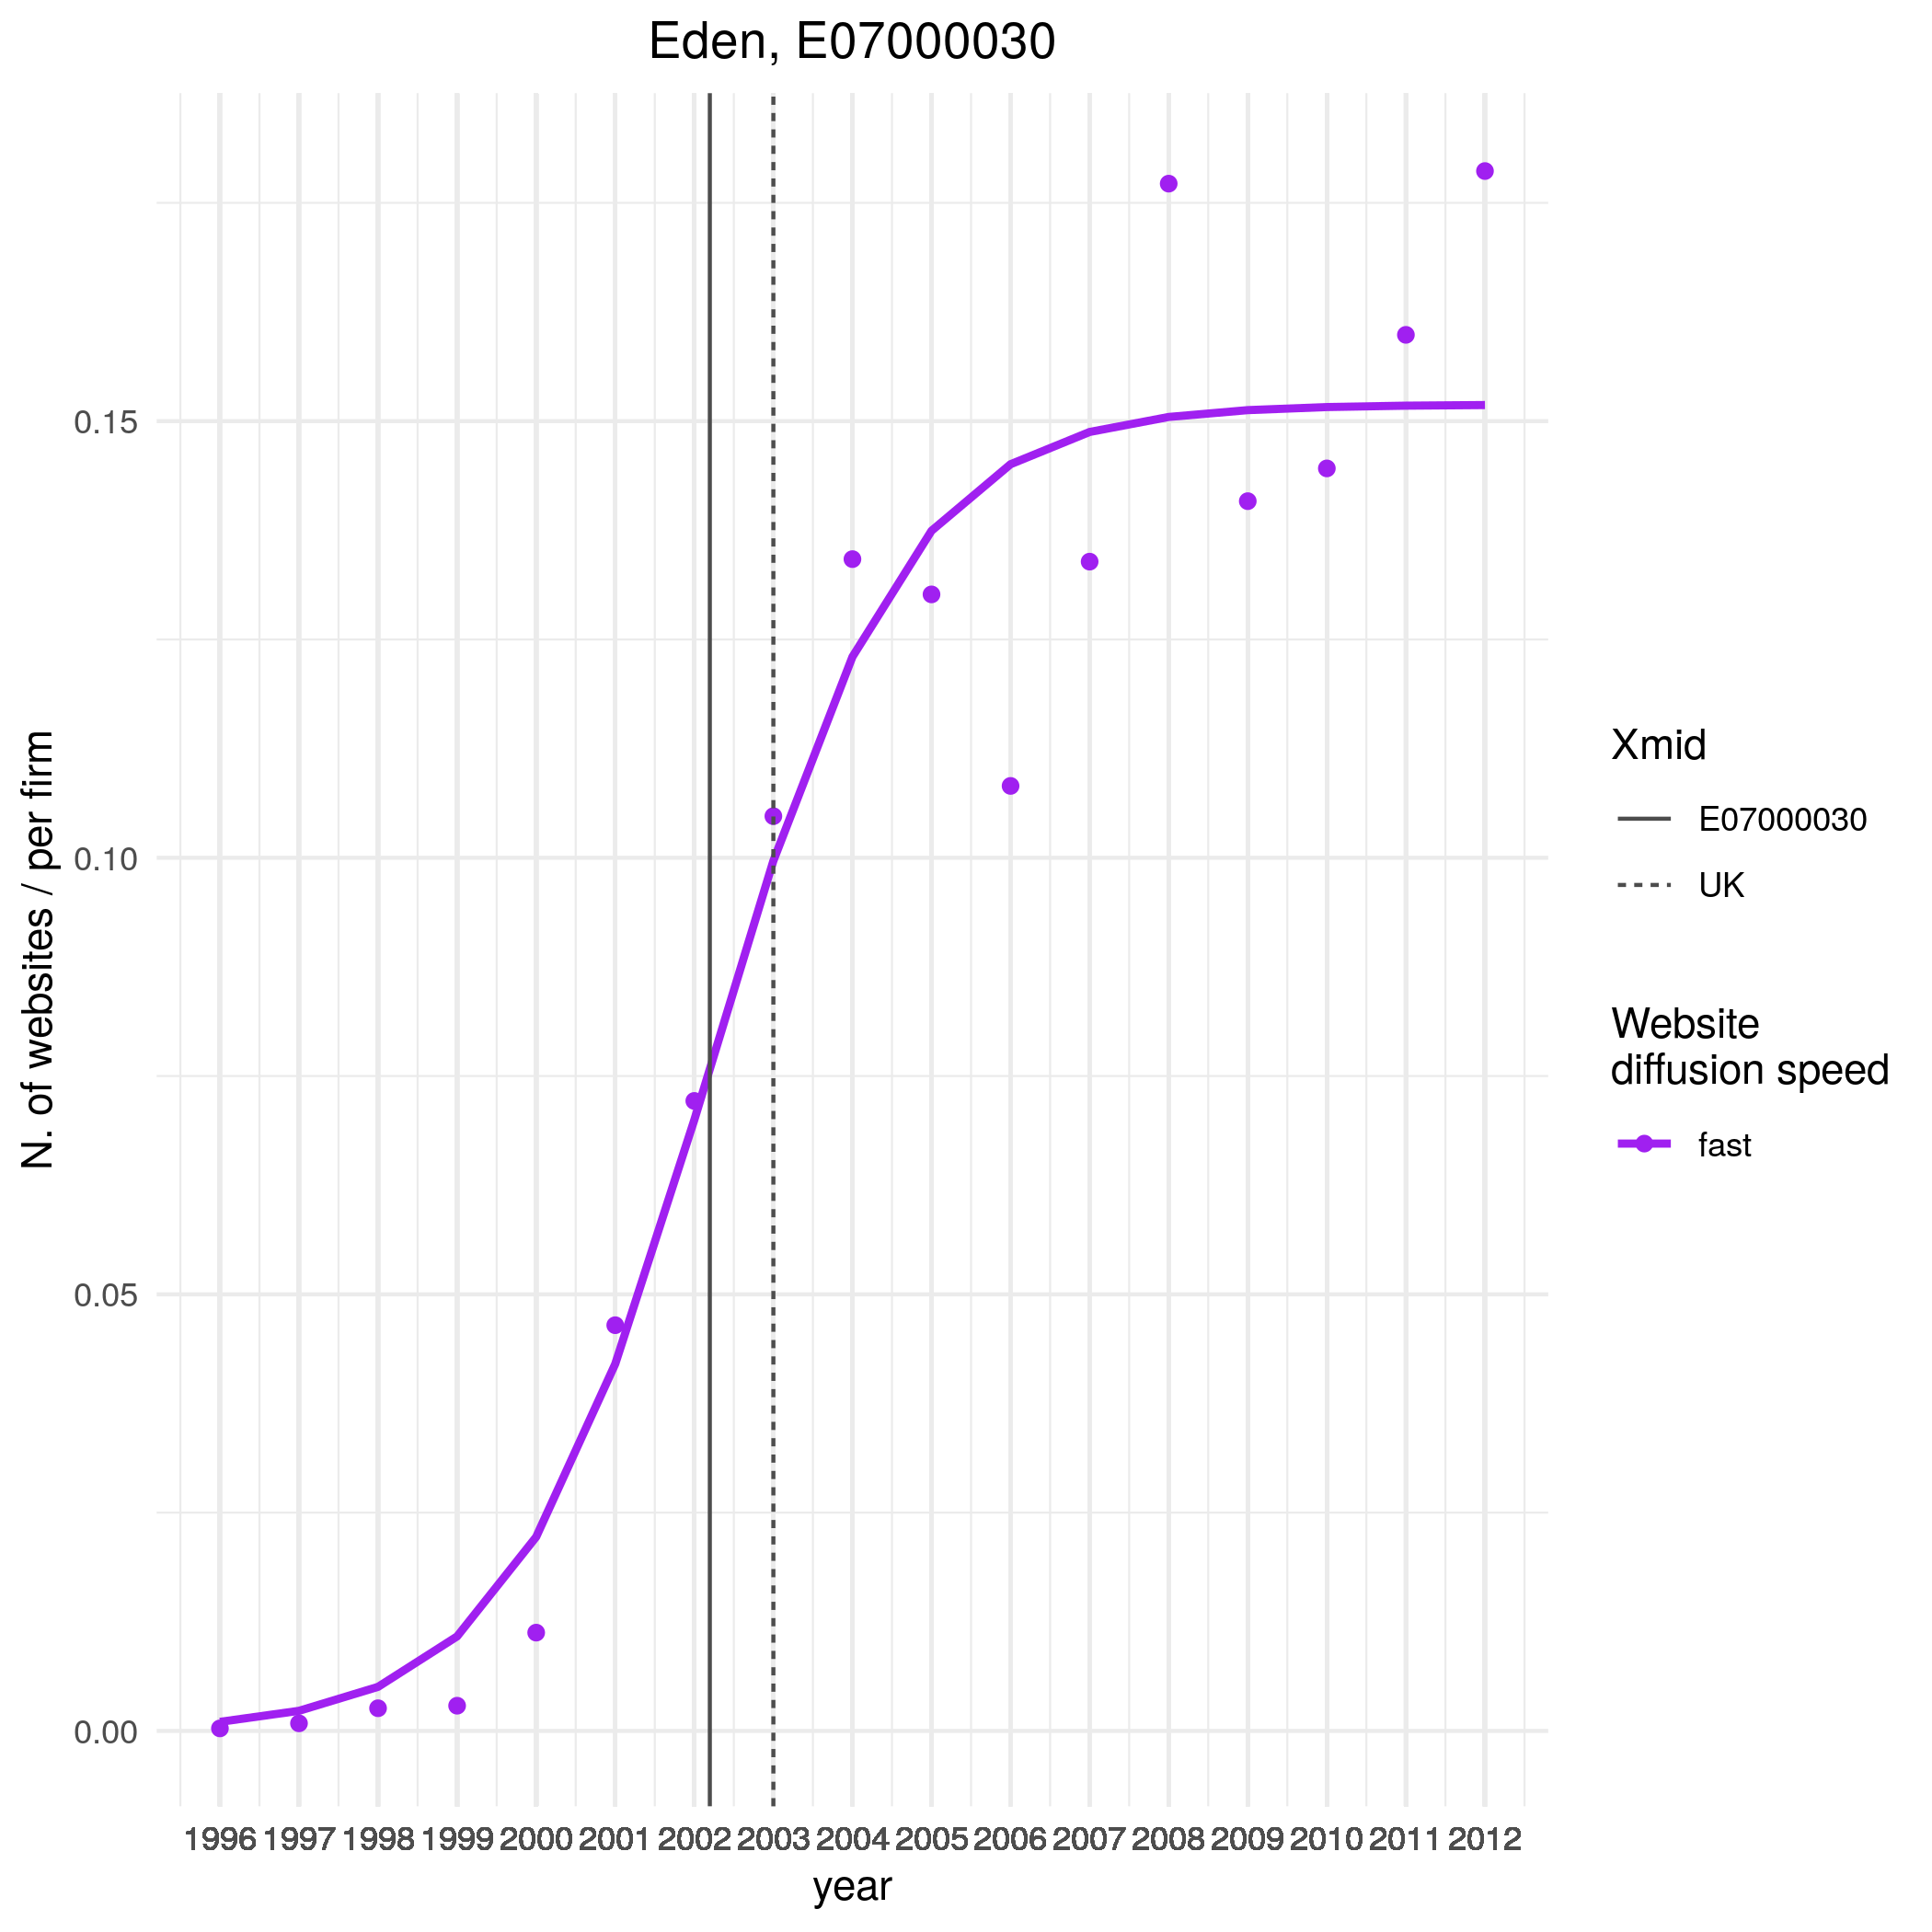 Eden, E07000030
N. of websites / per firm
0.15
0.10
0.05
0.00
1996 1997 1998 1999 2000 2001 2002 2003 2004 2005 2006 2007 2008 2009 2010 2011 2012
year
Xmid
E07000030
UK
Website
diffusion speed
fast